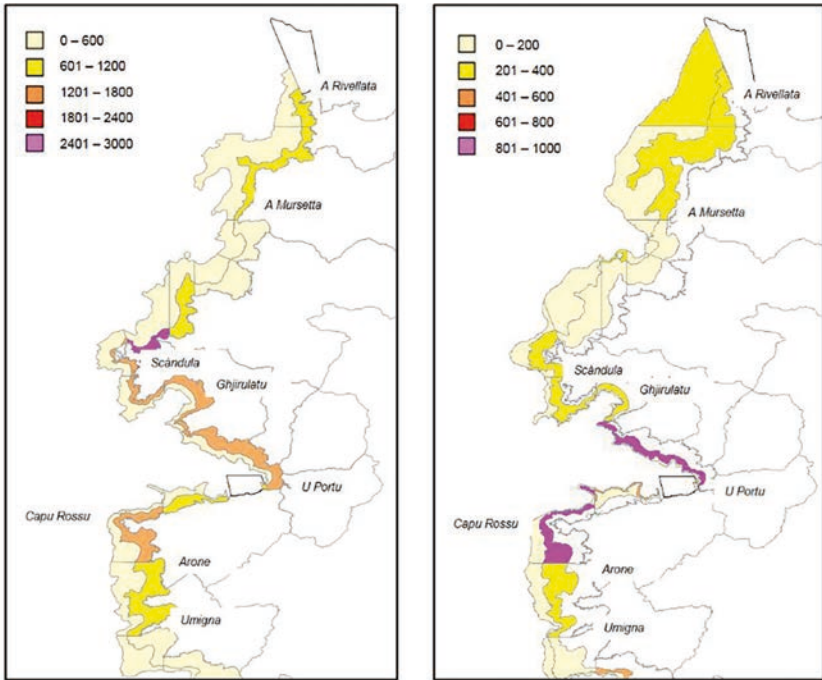 0 – 600
601 – 1200
1201 – 1800
1801 – 2400
2401 – 3000
A Rivellata
A Mursetta
Scàndula
Ghjirulatu
U Portu
Capu Rossu
Arone
Umigna
0 – 200
201 – 400
401 – 600
601 – 800
801 – 1000
A Rivellata
A Mursetta
Scàndula
Ghjirulatu
U Portu
Capu Rossu
Arone
Umigna